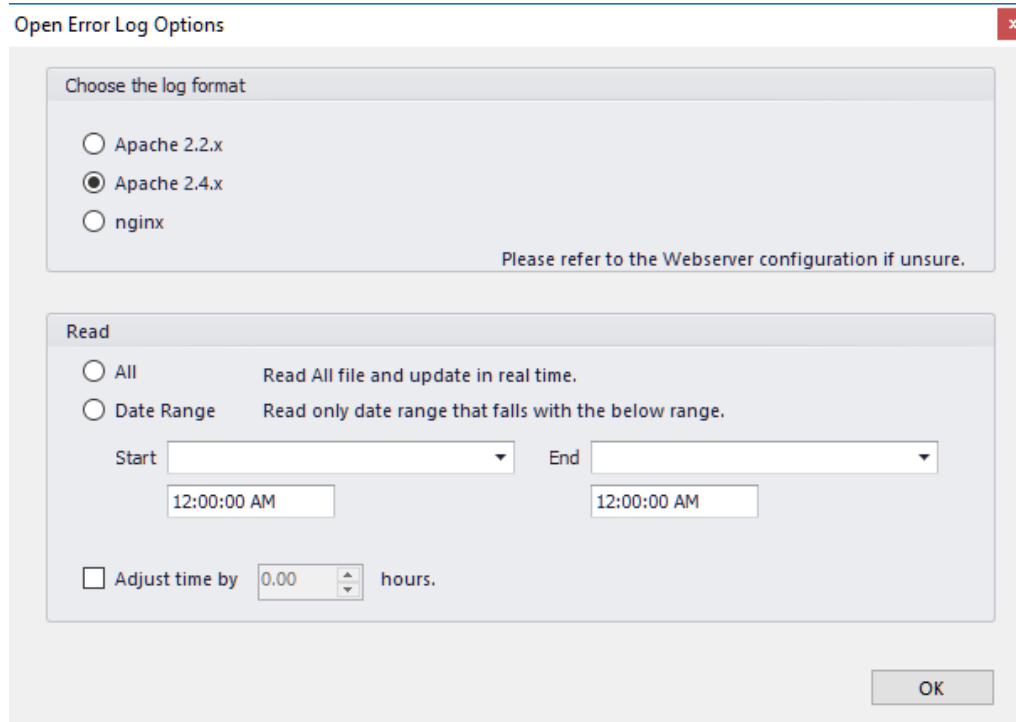 Open Error Log Options
x
Choose the log format
Apache 2.2.x
Apache 2.4.x
nginx
Please refer to the Webserver configuration if unsure.
Read
All Read All file and update in real time.
Date Range Read only date range that falls with the below range.
Start End
12:00:00 AM 12:00:00 AM
Adjust time by 0.00 hours.
OK